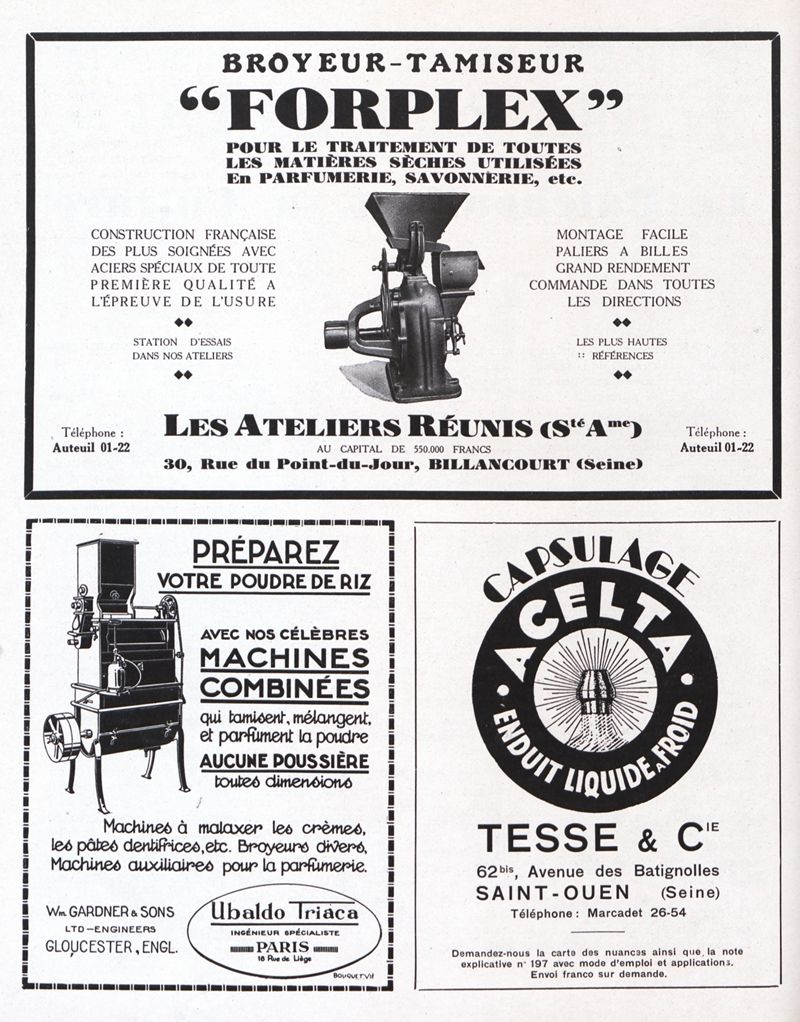 BROYEUR-TAMISEUR
“FORPLEX”
POUR LE TRAITEMENT DE TOUTES
LES MATIÈRES SÈCHES UTILISÉES
En PARFUMERIE, SAVONNERIE, etc.
CONSTRUCTION FRANÇAISE
DES PLUS SOIGNÉES AVEC
ACIERS SPÉCIAUX DE TOUTE
PREMIÈRE QUALITÉ A
L'ÉPREUVE DE L'USURE
STATION D'ESSAIS
DANS NOS ATELIERS
MONTAGE FACILE
PALIERS A BILLES
GRAND RENDEMENT
COMMANDE DANS TOUTES
LES DIRECTIONS
LES PLUS HAUTES
:: RÉFÉRENCES
Téléphone :
Auteuil 01-22
LES ATELIERS RÉUNIS (Sté Ame)
AU CAPITAL DE 550.000 FRANCS
30, Rue du Point-du-Jour, BILLANCOURT (Seine)
Téléphone :
Auteuil 01-22
PRÉPAREZ
VOTRE POUDRE DE RIZ
AVEC NOS CÉLÈBRES
MACHINES
COMBINÉES
qui tamisent, mélangent,
et parfument la poudre
AUCUNE POUSSIÈRE
toutes dimensions
Machines à malaxer les crèmes,
les pâtes dentifrices, etc. Broyeurs divers,
Machines auxiliaires pour la parfumerie.
Wm GARDNER & SONS
LTD-ENGINEERS
GLOUCESTER, ENGL.
Ubaldo Triaca
INGÉNIEUR SPÉCIALISTE
PARIS
16 Rue de Liège
BOUQUET VIF
CAPSULAGE
ACELTA
ENDUIT LIQUIDE A FROID
TESSE & CIE
62bis, Avenue des Batignolles
SAINT-OUEN (Seine)
Téléphone : Marcadet 26-54
Demandez-nous la carte des nuances ainsi que la note
explicative n° 197 avec mode d'emploi et applications.
Envoi franco sur demande.